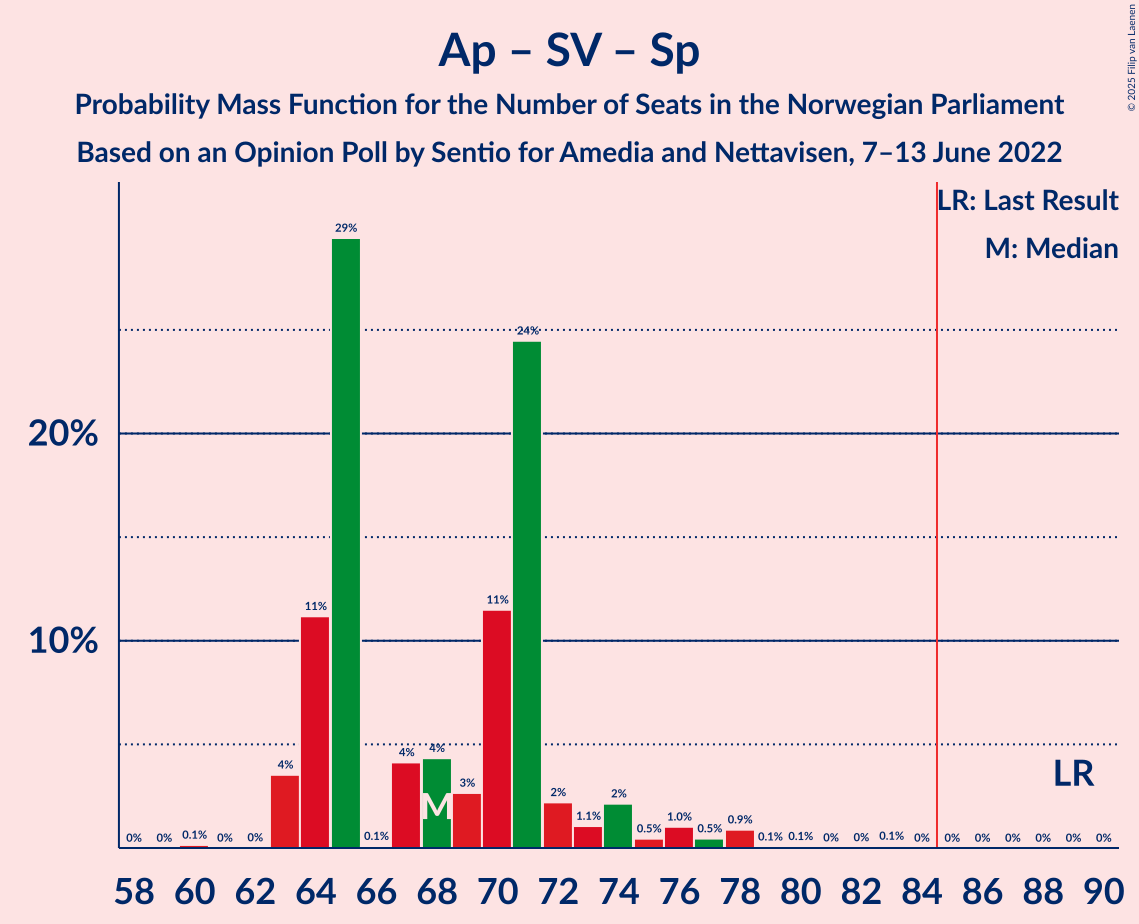 Ap – SV – Sp
Probability Mass Function for the Number of Seats in the Norwegian Parliament
Based on an Opinion Poll by Sentio for Amedia and Nettavisen, 7–13 June 2022
© 2025 Filip van Laenen
LR: Last Result
M: Median
29%
24%
20%
11% 11%
10%
4% 4% 4% 3% 2% 2%
0% 0% 0.1% 0% 0% 0.1% 1.1% 0.5% 1.0% 0.5% 0.9% 0.1% 0.1% 0% 0% 0.1% 0% 0% 0% 0% 0% 0% 0%
M
LR
58 60 62 64 66 68 70 72 74 76 78 80 82 84 86 88 90